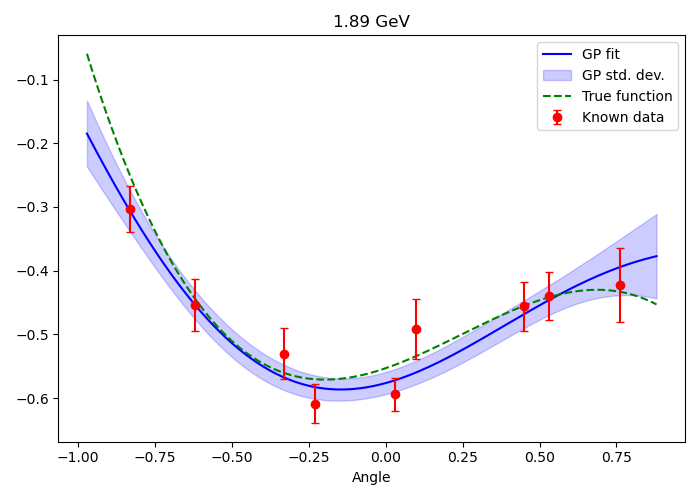 1.89 GeV
GP fit
GP std. dev.
True function
Known data
−0.1
−0.2
−0.3
−0.4
−0.5
−0.6
−1.00 −0.75 −0.50 −0.25 0.00 0.25 0.50 0.75
Angle